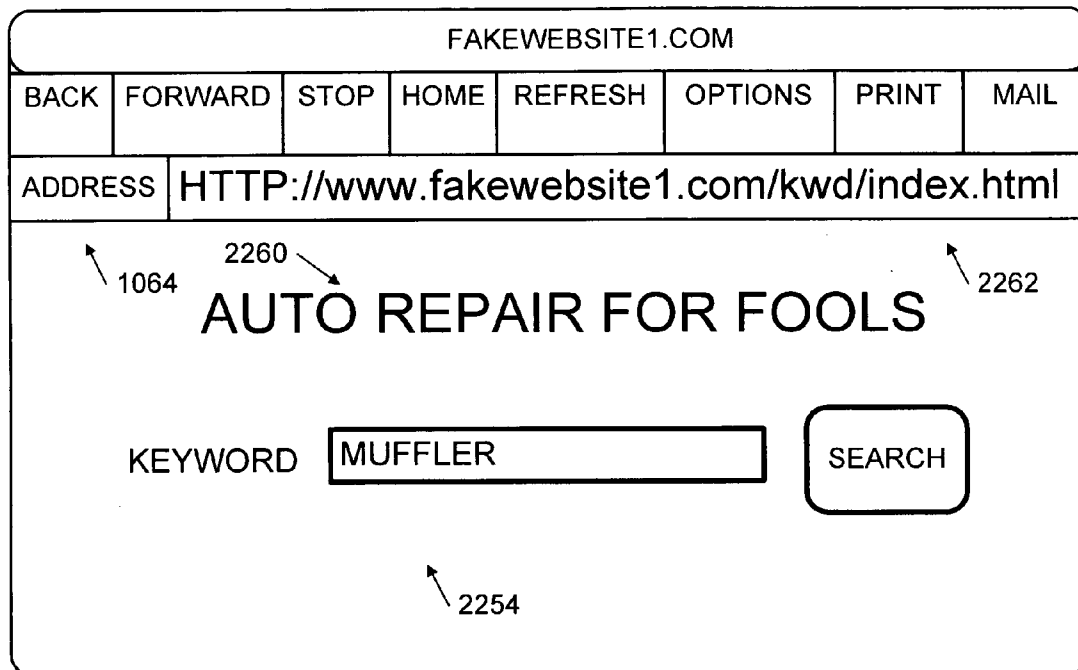 FAKEWEBSITE1.COM
BACK FORWARD STOP HOME REFRESH OPTIONS PRINT MAIL
ADDRESS HTTP://www.fakewebsite1.com/kwd/index.html
2260
1064
2262
AUTO REPAIR FOR FOOLS
KEYWORD MUFFLER SEARCH
2254